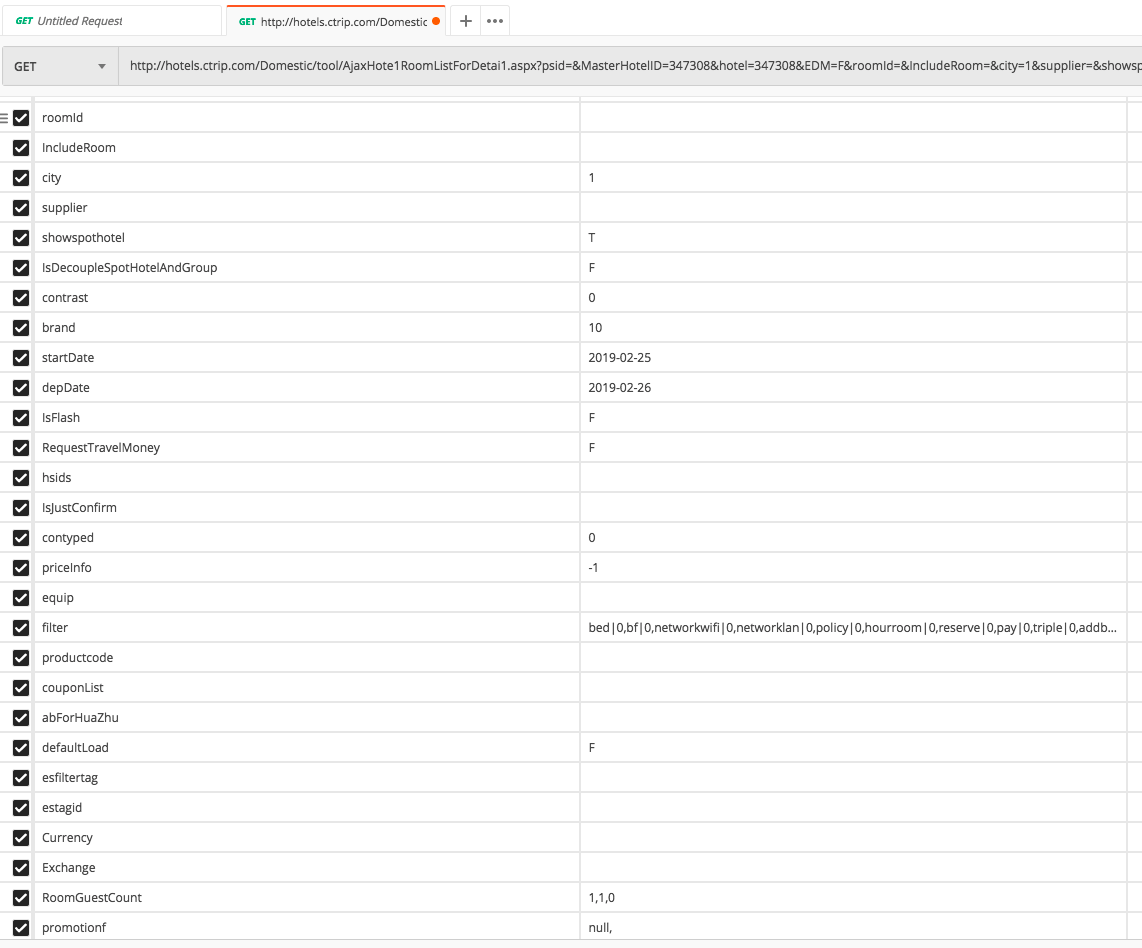 GET Untitled Request
GET http://hotels.ctrip.com/Domestic
GET http://hotels.ctrip.com/Domestic/tool/AjaxHote1RoomListForDetai1.aspx?psid=&MasterHotelID=347308&hotel=347308&EDM=F&roomId=&IncludeRoom=&city=1&supplier=&showsp
roomId
IncludeRoom
city 1
supplier
showspothotel T
IsDecoupleSpotHotelAndGroup F
contrast 0
brand 10
startDate 2019-02-25
depDate 2019-02-26
IsFlash F
RequestTravelMoney F
hsids
IsJustConfirm
contyped 0
priceInfo -1
equip
filter bed|0,bf|0,networkwifi|0,networklan|0,policy|0,hourroom|0,reserve|0,pay|0,triple|0,addb...
productcode
couponList
abForHuaZhu
defaultLoad F
esfiltertag
estagid
Currency
Exchange
RoomGuestCount 1,1,0
promotionf null,